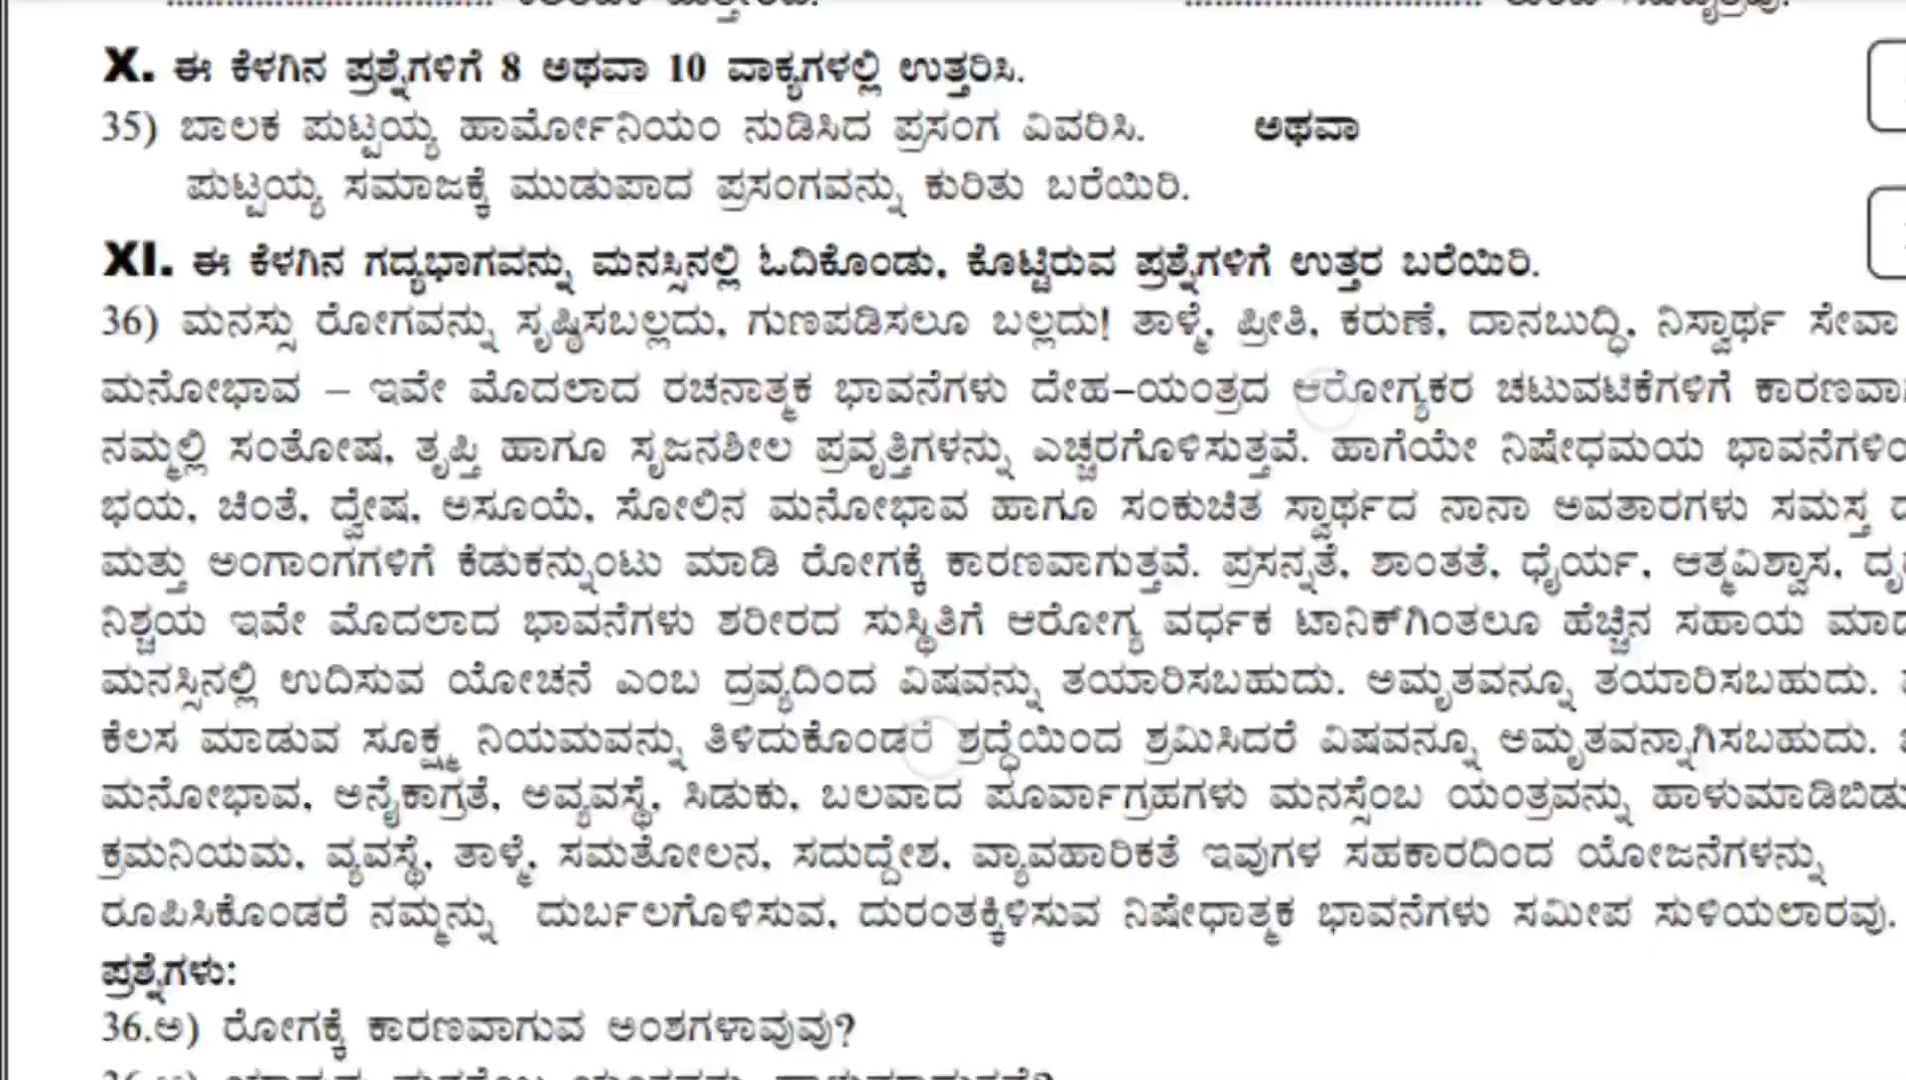 X. ಈ ಕೆಳಗಿನ ಪ್ರಶ್ನೆಗಳಿಗೆ 8 ಅಥವಾ 10 ವಾಕ್ಯಗಳಲ್ಲಿ ಉತ್ತರಿಸಿ.
35) ಬಾಲಕ ಪುಟ್ಟಯ್ಯ ಹಾರ್ಮೋನಿಯಂ ನುಡಿಸಿದ ಪ್ರಸಂಗ ವಿವರಿಸಿ. ಅಥವಾ
ಪುಟ್ಟಯ್ಯ ಸಮಾಜಕ್ಕೆ ಮುಡುಪಾದ ಪ್ರಸಂಗವನ್ನು ಕುರಿತು ಬರೆಯಿರಿ.
XI. ಈ ಕೆಳಗಿನ ಗದ್ಯಭಾಗವನ್ನು ಮನಸ್ಸಿನಲ್ಲಿ ಓದಿಕೊಂಡು, ಕೊಟ್ಟಿರುವ ಪ್ರಶ್ನೆಗಳಿಗೆ ಉತ್ತರ ಬರೆಯಿರಿ.
36) ಮನಸ್ಸು ರೋಗವನ್ನು ಸೃಷ್ಟಿಸಬಲ್ಲದು, ಗುಣಪಡಿಸಲೂ ಬಲ್ಲದು! ತಾಳ್ಮೆ, ಪ್ರೀತಿ, ಕರುಣೆ, ದಾನಬುದ್ಧಿ, ನಿಸ್ವಾರ್ಥ ಸೇವಾ
ಮನೋಭಾವ – ಇವೇ ಮೊದಲಾದ ರಚನಾತ್ಮಕ ಭಾವನೆಗಳು ದೇಹ–ಯಂತ್ರದ ಆರೋಗ್ಯಕರ ಚಟುವಟಿಕೆಗಳಿಗೆ
ನಮ್ಮಲ್ಲಿ ಸಂತೋಷ, ತೃಪ್ತಿ ಹಾಗೂ ಸೃಜನಶೀಲ ಪ್ರವೃತ್ತಿಗಳನ್ನು ಎಚ್ಚರಗೊಳಿಸುತ್ತವೆ. ಹಾಗೆಯೇ ನಿಷೇಧಮಯ
ಭಯ, ಚಿಂತೆ, ದ್ವೇಷ, ಅಸೂಯೆ, ಸೋಲಿನ ಮನೋಭಾವ ಹಾಗೂ ಸಂಕುಚಿತ ಸ್ವಾರ್ಥದ ನಾನಾ ಅವತಾರಗಳು ಸಮಸ್ತ
ಮತ್ತು ಅಂಗಾಂಗಗಳಿಗೆ ಕೆಡುಕನ್ನುಂಟು ಮಾಡಿ ರೋಗಕ್ಕೆ ಕಾರಣವಾಗುತ್ತವೆ. ಪ್ರಸನ್ನತೆ, ಶಾಂತತೆ, ಧೈರ್ಯ, ಆತ್ಮವಿಶ್ವಾಸ,
ನಿಶ್ಚಯ ಇವೇ ಮೊದಲಾದ ಭಾವನೆಗಳು ಶರೀರದ ಸುಸ್ಥಿತಿಗೆ ಆರೋಗ್ಯ ವರ್ಧಕ ಟಾನಿಕ್‌ಗಿಂತಲೂ ಹೆಚ್ಚಿನ ಸಹಾಯ
ಮನಸ್ಸಿನಲ್ಲಿ ಉದಿಸುವ ಯೋಚನೆ ಎಂಬ ದ್ರವ್ಯದಿಂದ ವಿಷವನ್ನು ತಯಾರಿಸಬಹುದು. ಅಮೃತವನ್ನೂ ತಯಾರಿಸಬಹುದು.
ಕೆಲಸ ಮಾಡುವ ಸೂಕ್ಷ್ಮ ನಿಯಮವನ್ನು ತಿಳಿದುಕೊಂಡರೆ ಶ್ರದ್ಧೆಯಿಂದ ಶ್ರಮಿಸಿದರೆ ವಿಷವನ್ನೂ ಅಮೃತವನ್ನಾಗಿಸಬಹುದು.
ಮನೋಭಾವ, ಅನೈಕಾಗ್ರತೆ, ಅವ್ಯವಸ್ಥೆ, ಸಿಡುಕು, ಬಲವಾದ ಪೂರ್ವಾಗ್ರಹಗಳು ಮನಸ್ಸೆಂಬ ಯಂತ್ರವನ್ನು
ಕ್ರಮನಿಯಮ, ವ್ಯವಸ್ಥೆ, ತಾಳ್ಮೆ, ಸಮತೋಲನ, ಸದುದ್ದೇಶ, ವ್ಯಾವಹಾರಿಕತೆ ಇವುಗಳ ಸಹಕಾರದಿಂದ ಯೋಜನೆಗಳನ್ನು
ರೂಪಿಸಿಕೊಂಡರೆ ನಮ್ಮನ್ನು ದುರ್ಬಲಗೊಳಿಸುವ, ದುರಂತಕ್ಕಿಳಿಸುವ ನಿಷೇಧಾತ್ಮಕ ಭಾವನೆಗಳು ಸಮೀಪ ಸುಳಿಯಲಾರವು.
ಪ್ರಶ್ನೆಗಳು:
36.ಅ) ರೋಗಕ್ಕೆ ಕಾರಣವಾಗುವ ಅಂಶಗಳಾವುವು?